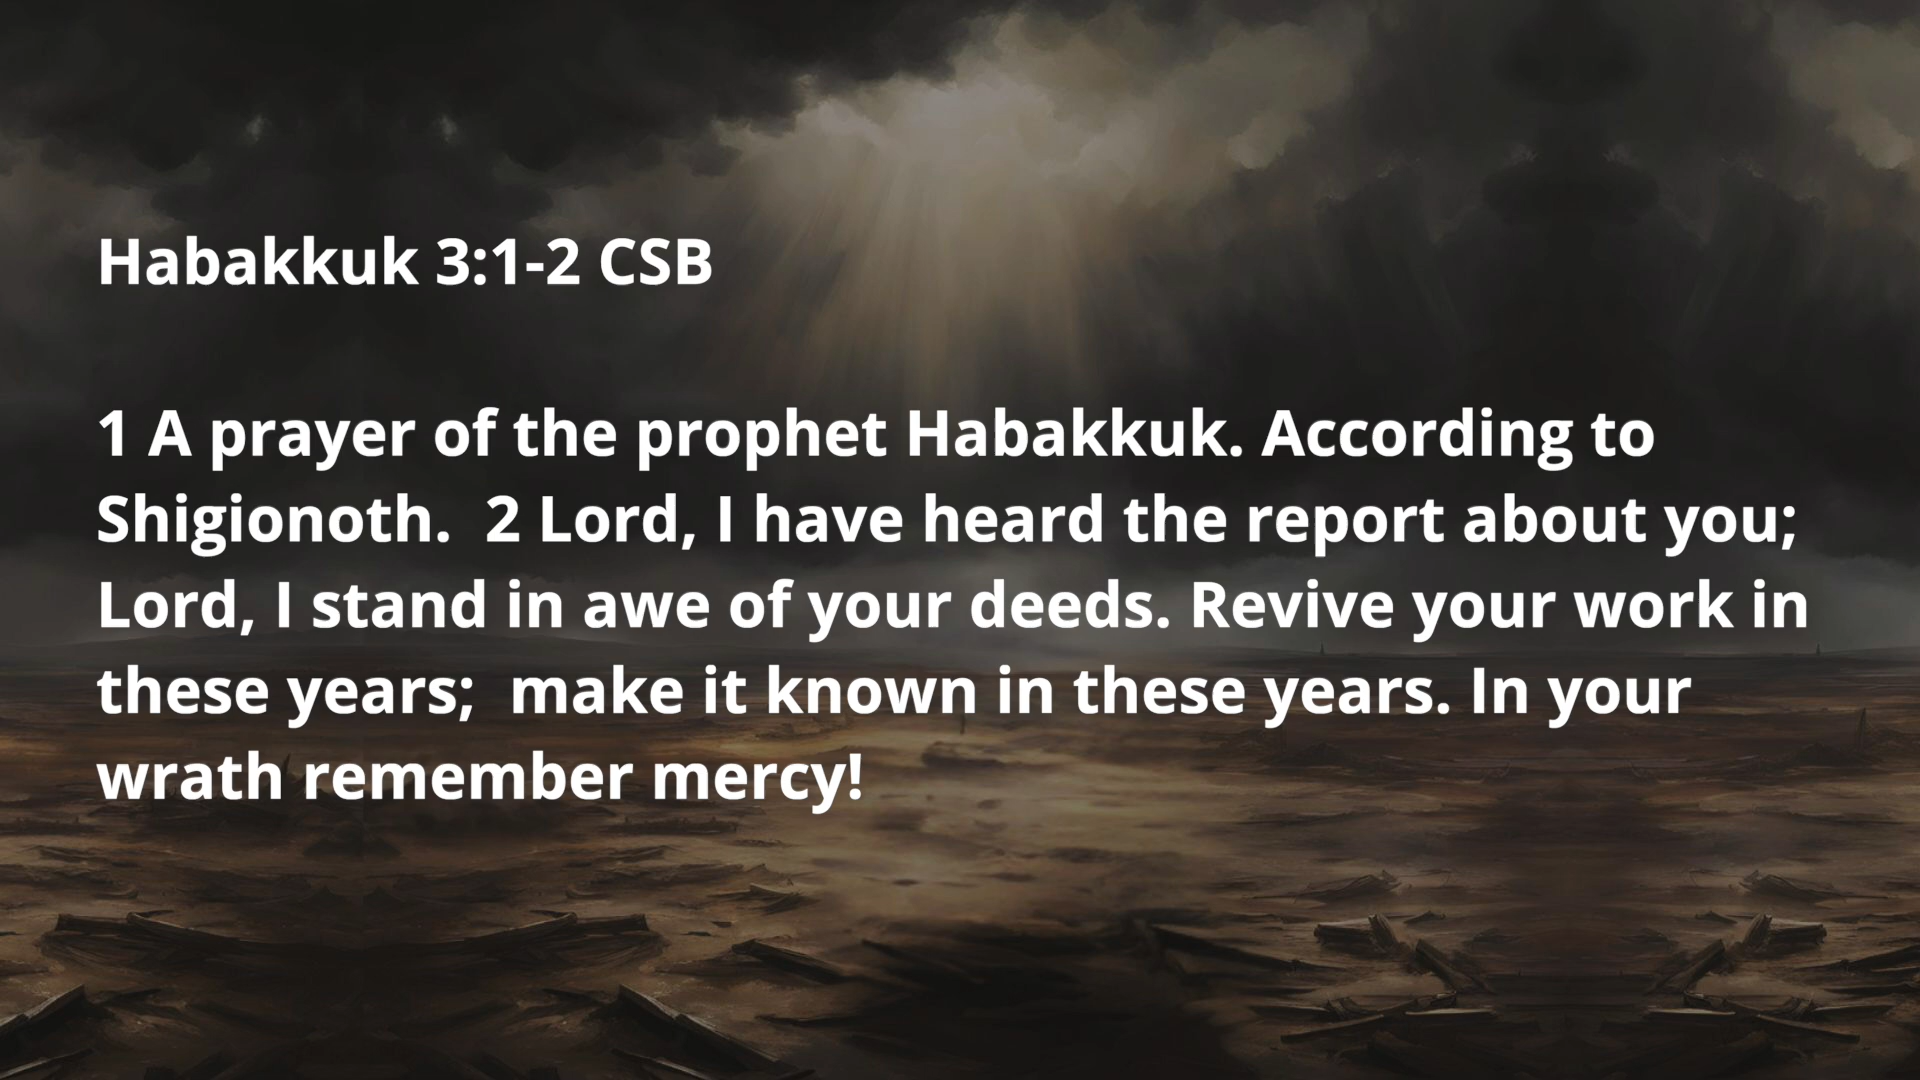 Habakkuk 3:1-2 CSB
1 A prayer of the prophet Habakkuk. According to
Shigionoth.  2 Lord, I have heard the report about you;
Lord, I stand in awe of your deeds. Revive your work in
these years;  make it known in these years. In your
wrath remember mercy!